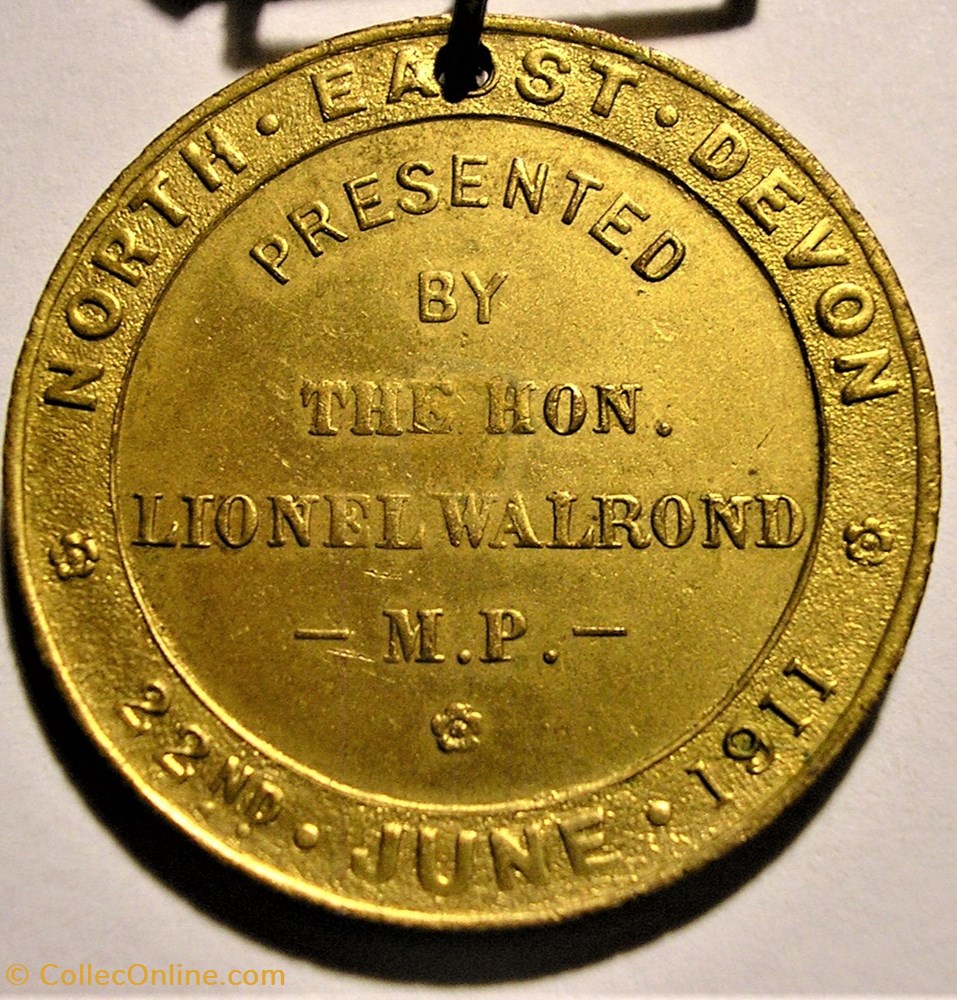 NORTH · EAST · DEVON
PRESENTED
BY
THE HON.
LIONEL WALROND
— M.P. —
22ND · JUNE · 1911
© CollecOnline.com